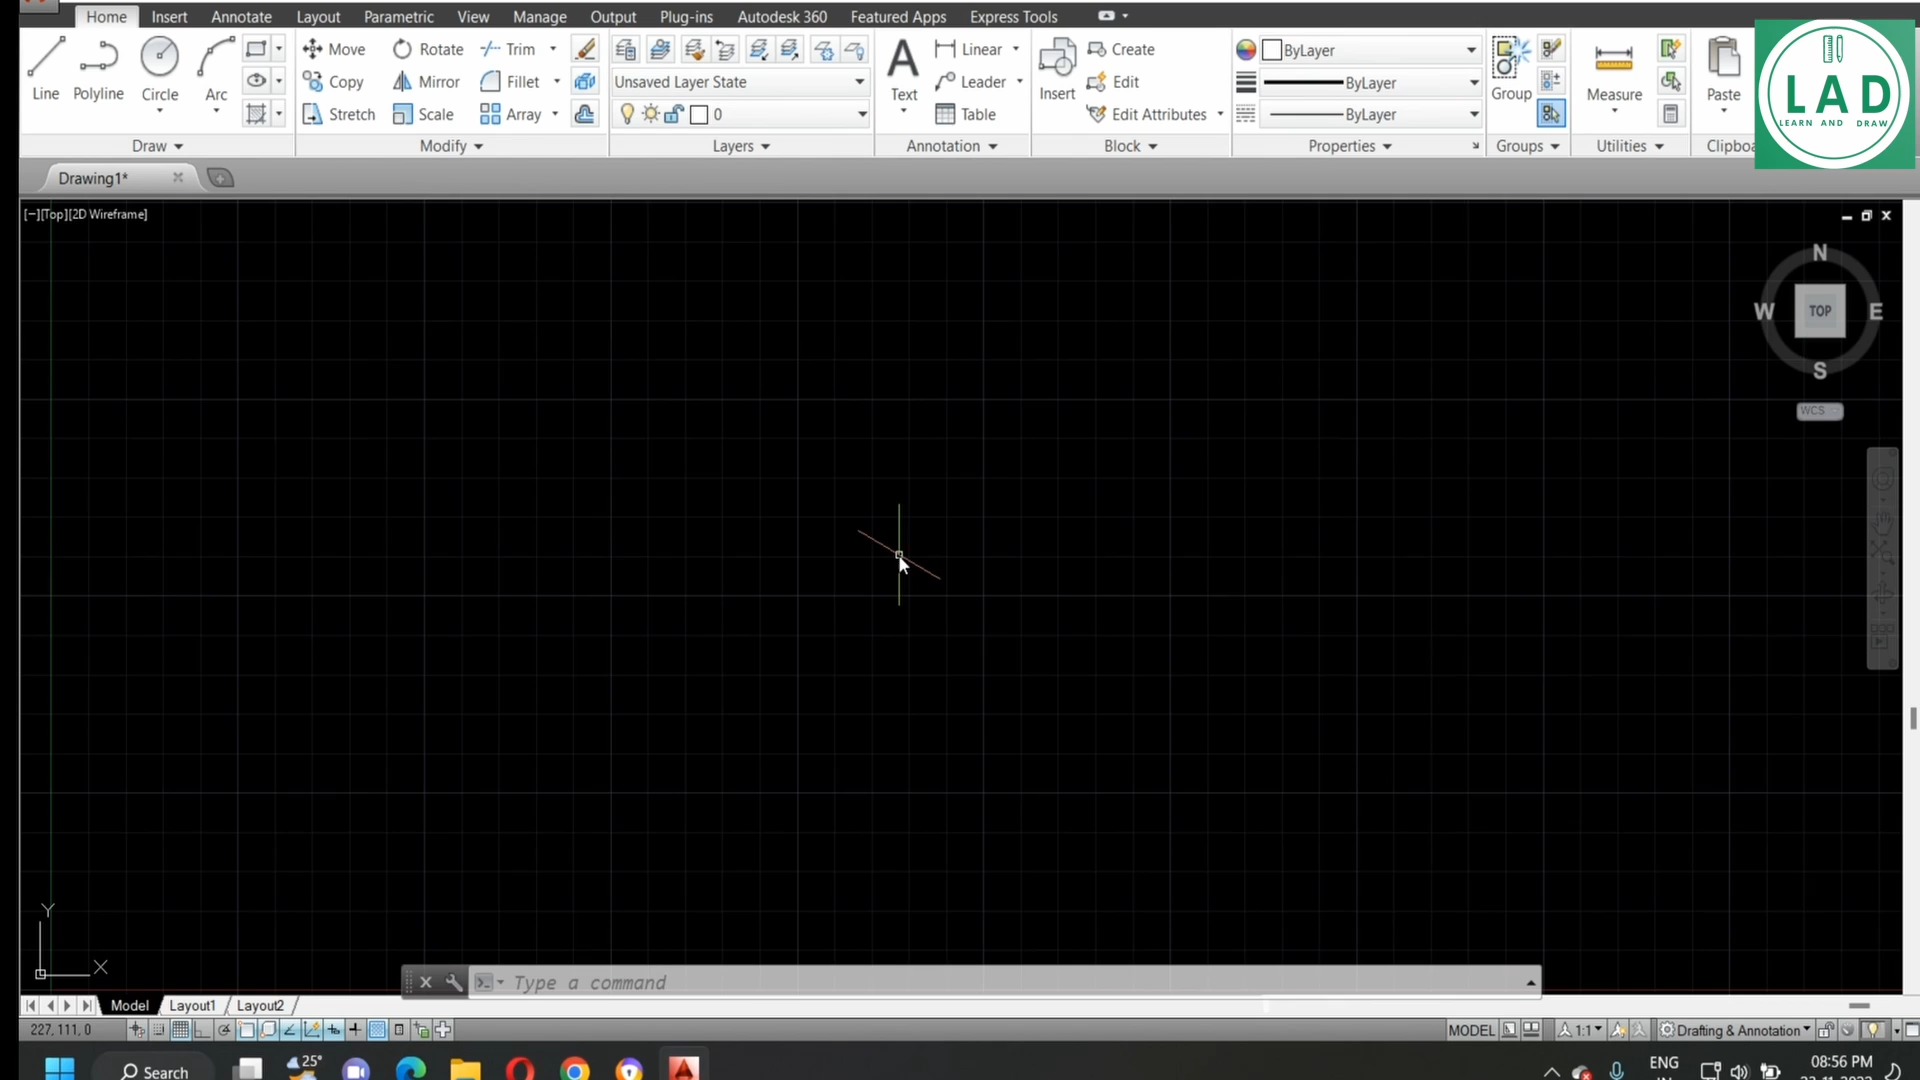 Home Insert Annotate Layout Parametric View Manage Output Plug-ins Autodesk 360 Featured Apps Express Tools
Line Polyline Circle Arc
Move Rotate Trim
Copy Mirror Fillet
Stretch Scale Array
Unsaved Layer State
0
Text
Linear
Leader
Table
Insert
Create
Edit
Edit Attributes
ByLayer
ByLayer
ByLayer
Group
Measure
Paste
LAD
LEARN AND DRAW
Draw Modify Layers Annotation Block Properties Groups Utilities
Drawing1*
[−][Top][2D Wireframe]
N
W TOP E
S
WCS
Y
X
Type a command
Model Layout1 Layout2
227, 111, 0
MODEL 1:1 Drafting & Annotation
25°
Search
ENG
08:56 PM